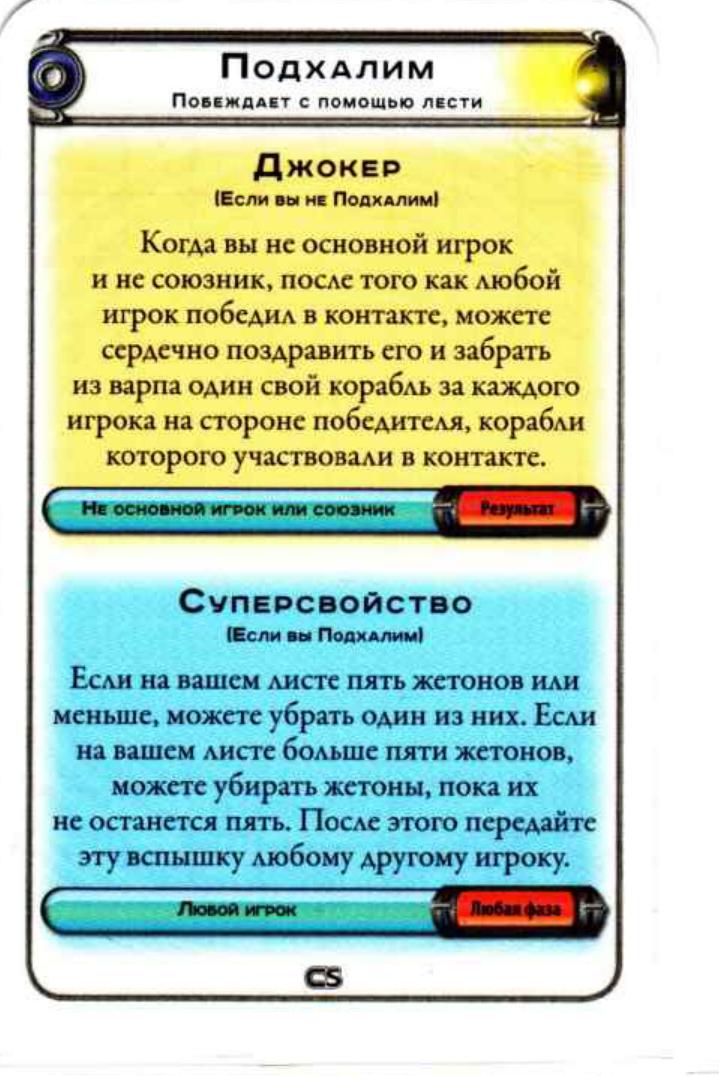 Подхалим
Побеждает с помощью лести
Джокер
(Если вы не Подхалим)
Когда вы не основной игрок
и не союзник, после того как любой
игрок победил в контакте, можете
сердечно поздравить его и забрать
из варпа один свой корабль за каждого
игрока на стороне победителя, корабли
которого участвовали в контакте.
Не основной игрок или союзник
Результат
Суперсвойство
(Если вы Подхалим)
Если на вашем листе пять жетонов или
меньше, можете убрать один из них. Если
на вашем листе больше пяти жетонов,
можете убирать жетоны, пока их
не останется пять. После этого передайте
эту вспышку любому другому игроку.
Любой игрок
Любая фаза
CS